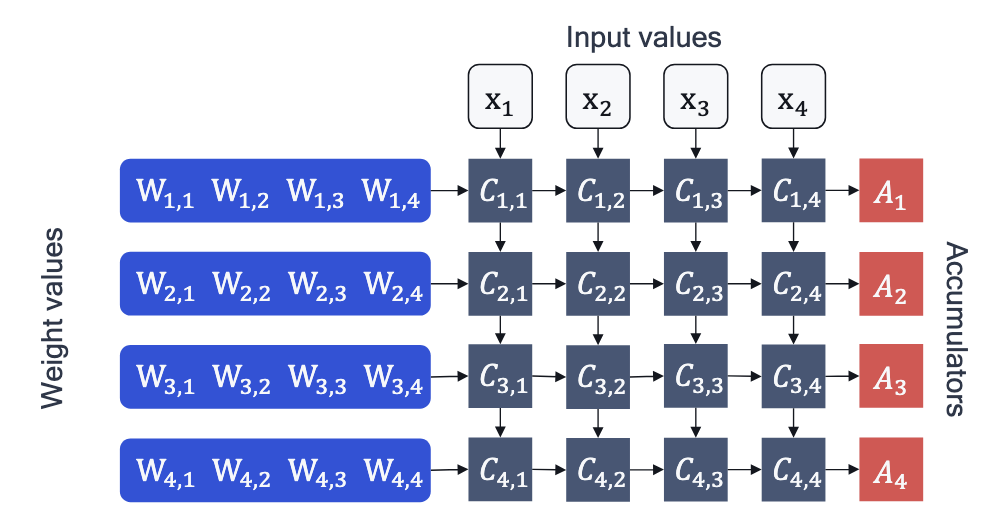 Input values
x₁ x₂ x₃ x₄
W₁,₁ W₁,₂ W₁,₃ W₁,₄ C₁,₁ C₁,₂ C₁,₃ C₁,₄ A₁
W₂,₁ W₂,₂ W₂,₃ W₂,₄ C₂,₁ C₂,₂ C₂,₃ C₂,₄ A₂
W₃,₁ W₃,₂ W₃,₃ W₃,₄ C₃,₁ C₃,₂ C₃,₃ C₃,₄ A₃
W₄,₁ W₄,₂ W₄,₃ W₄,₄ C₄,₁ C₄,₂ C₄,₃ C₄,₄ A₄
Weight values
Accumulators